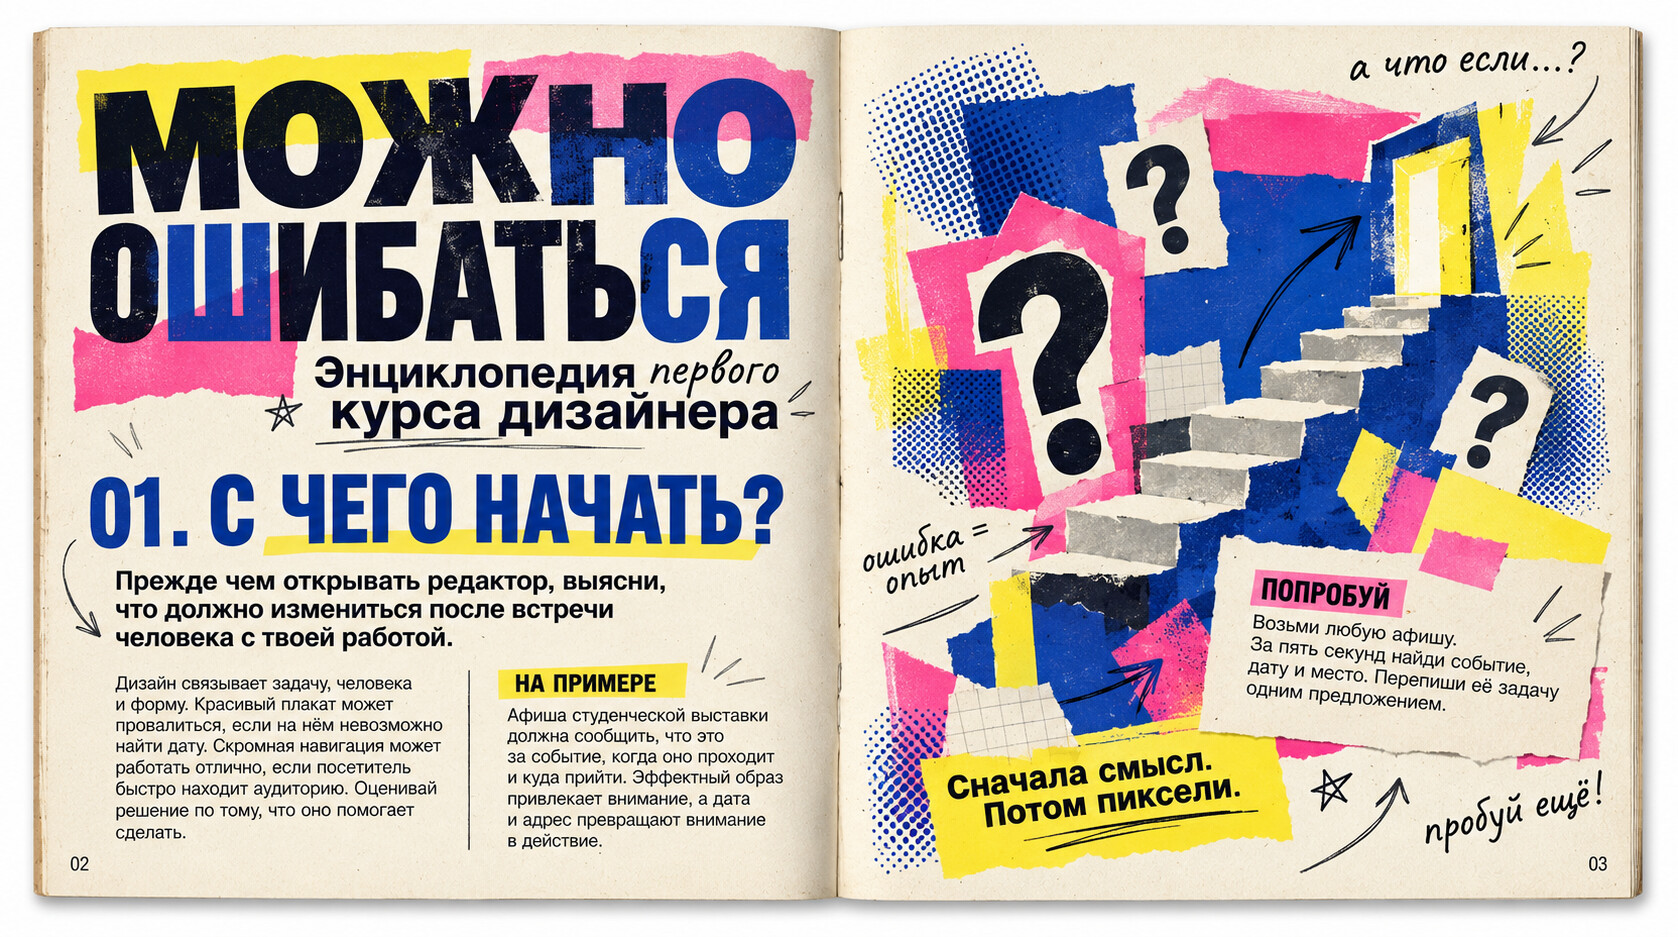 МОЖНО
ОШИБАТЬСЯ
Энциклопедия первого
курса дизайнера
01. С ЧЕГО НАЧАТЬ?
Прежде чем открывать редактор, выясни,
что должно измениться после встречи
человека с твоей работой.
Дизайн связывает задачу, человека
и форму. Красивый плакат может
провалиться, если на нём невозможно
найти дату. Скромная навигация может
работать отлично, если посетитель
быстро находит аудиторию. Оценивай
решение по тому, что оно помогает
сделать.
НА ПРИМЕРЕ
Афиша студенческой выставки
должна сообщить, что это
за событие, когда оно проходит
и куда прийти. Эффектный образ
привлекает внимание, а дата
и адрес превращают внимание
в действие.
02
а что если...?
?
?
?
ошибка =
опыт
ПОПРОБУЙ
Возьми любую афишу.
За пять секунд найди событие,
дату и место. Перепиши её задачу
одним предложением.
Сначала смысл.
Потом пиксели.
пробуй ещё!
03